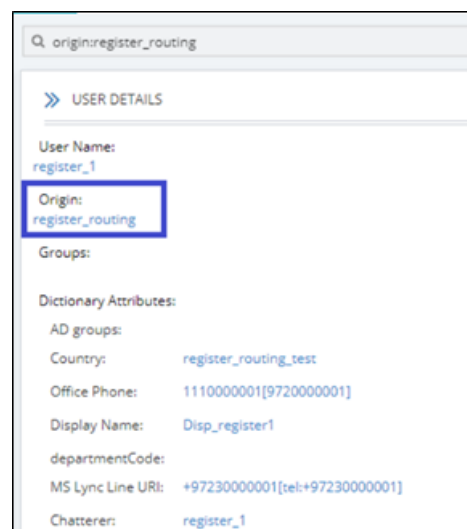 origin:register_routing
USER DETAILS
User Name:
register_1
Origin:
register_routing
Groups:
Dictionary Attributes:
AD groups:
Country: register_routing_test
Office Phone: 1110000001[9720000001]
Display Name: Disp_register1
departmentCode:
MS Lync Line URI: +97230000001[tel:+97230000001]
Chatterer: register_1